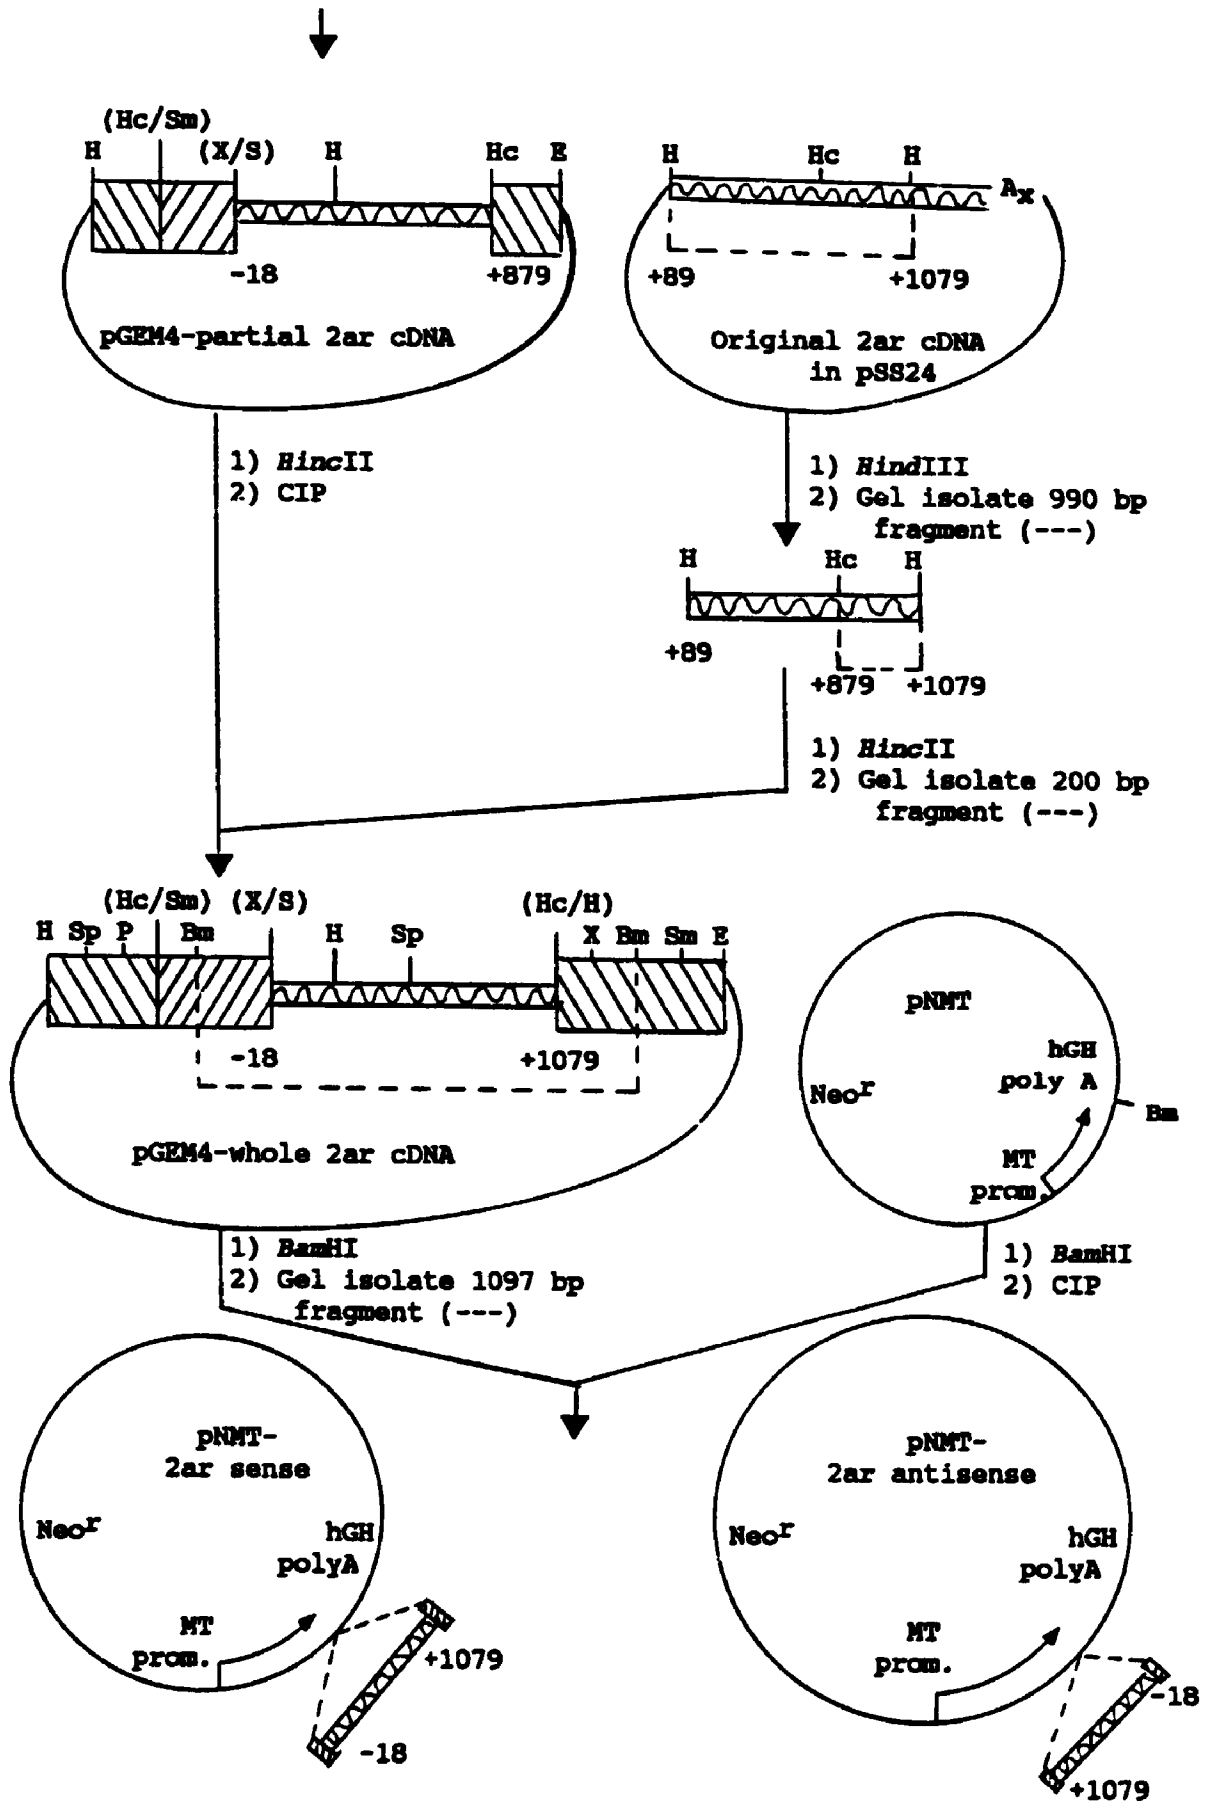 (Hc/Sm)
H (X/S) H Hc E
-18 +879
pGEM4-partial 2ar cDNA
H Hc H Ax
+89 +1079
Original 2ar cDNA
in pSS24
1) HincII
2) CIP
1) HindIII
2) Gel isolate 990 bp
fragment (---)
H Hc H
+89
+879 +1079
1) HincII
2) Gel isolate 200 bp
fragment (---)
(Hc/Sm) (X/S) (Hc/H)
H Sp P Bm H Sp X Bm Sm E
-18 +1079
pGEM4-whole 2ar cDNA
pNMT
hGH
poly A
Neor
Bm
MT
prom.
1) BamHI
2) Gel isolate 1097 bp
fragment (---)
1) BamHI
2) CIP
pNMT-
2ar sense
Neor
hGH
polyA
MT
prom.
+1079
-18
pNMT-
2ar antisense
Neor
hGH
polyA
MT
prom.
-18
+1079